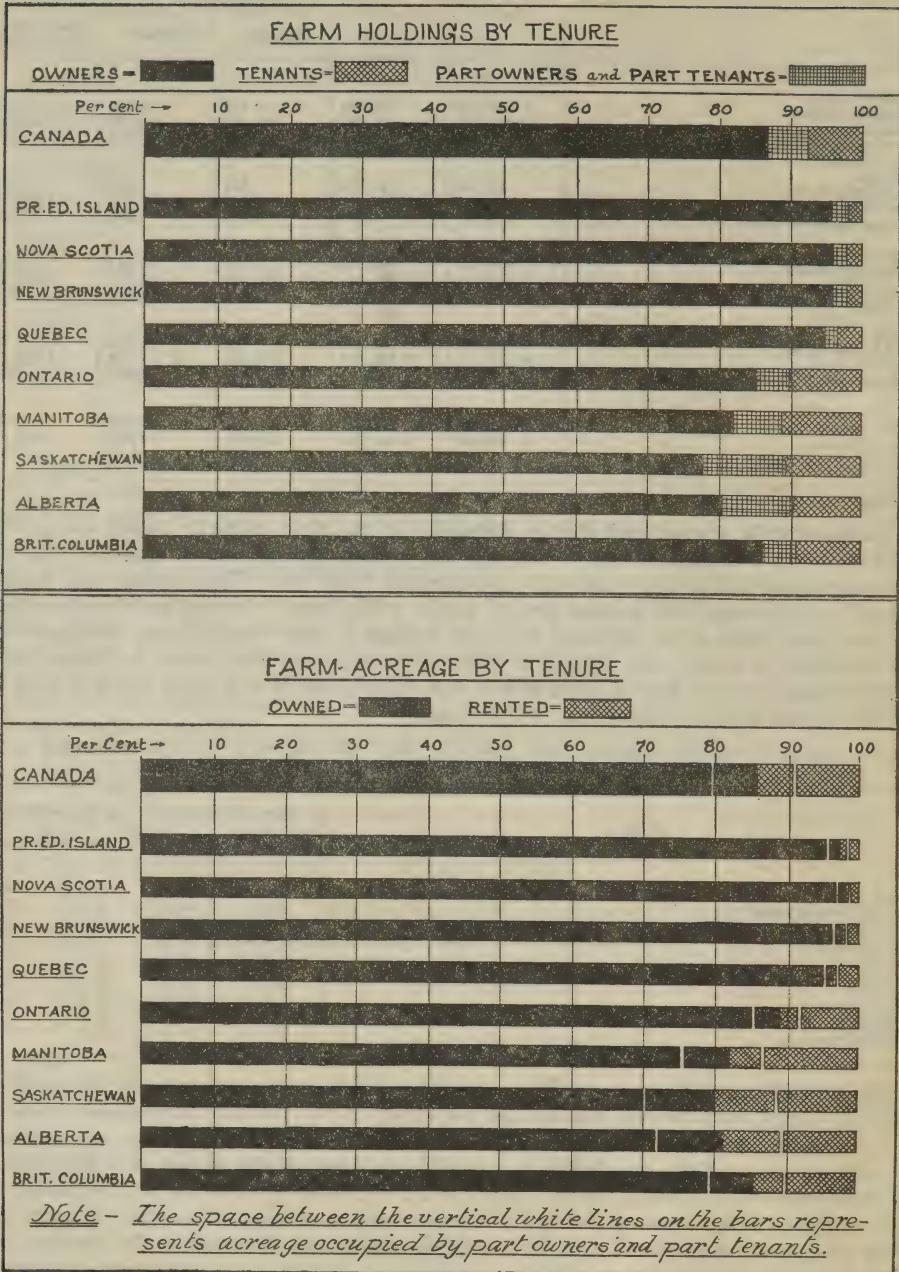 FARM HOLDINGS BY TENURE
OWNERS= TENANTS= PART OWNERS and PART TENANTS=
Per Cent → 10 20 30 40 50 60 70 80 90 100
CANADA
PR.ED.ISLAND
NOVA SCOTIA
NEW BRUNSWICK
QUEBEC
ONTARIO
MANITOBA
SASKATCHEWAN
ALBERTA
BRIT.COLUMBIA
FARM-ACREAGE BY TENURE
OWNED= RENTED=
Per Cent → 10 20 30 40 50 60 70 80 90 100
CANADA
PR.ED.ISLAND
NOVA SCOTIA
NEW BRUNSWICK
QUEBEC
ONTARIO
MANITOBA
SASKATCHEWAN
ALBERTA
BRIT. COLUMBIA
Note – The space between the vertical white lines on the bars repre-
sents acreage occupied by part owners and part tenants.